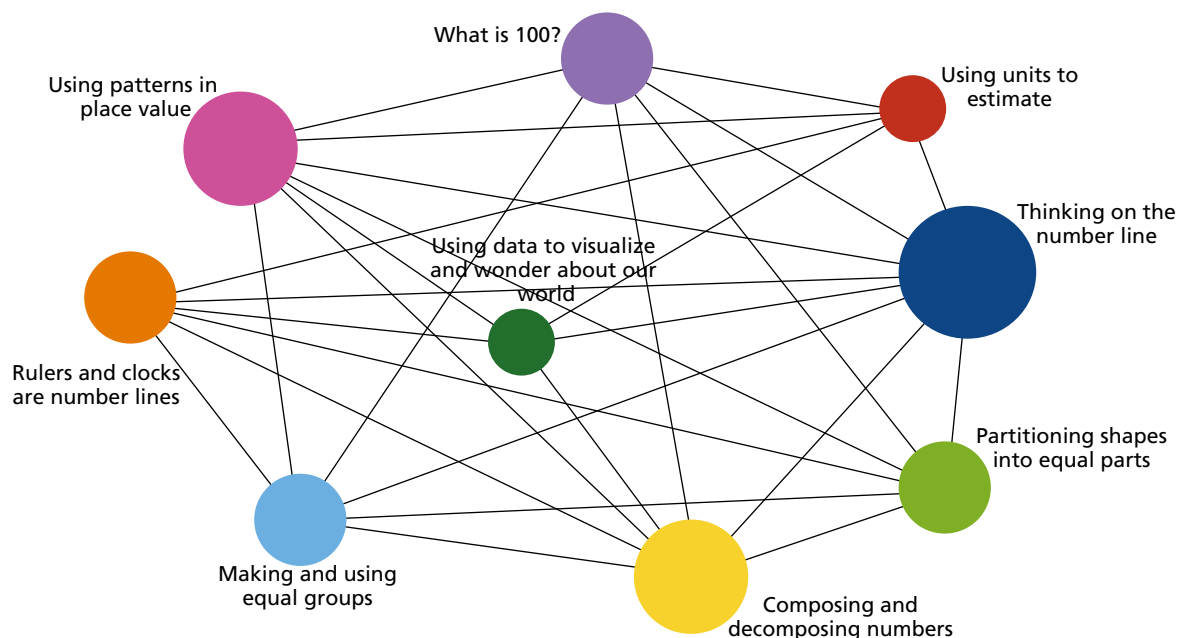 What is 100?
Using units to
estimate
Using patterns in
place value
Thinking on the
number line
Using data to visualize
and wonder about our
world
Rulers and clocks
are number lines
Partitioning shapes
into equal parts
Making and using
equal groups
Composing and
decomposing numbers